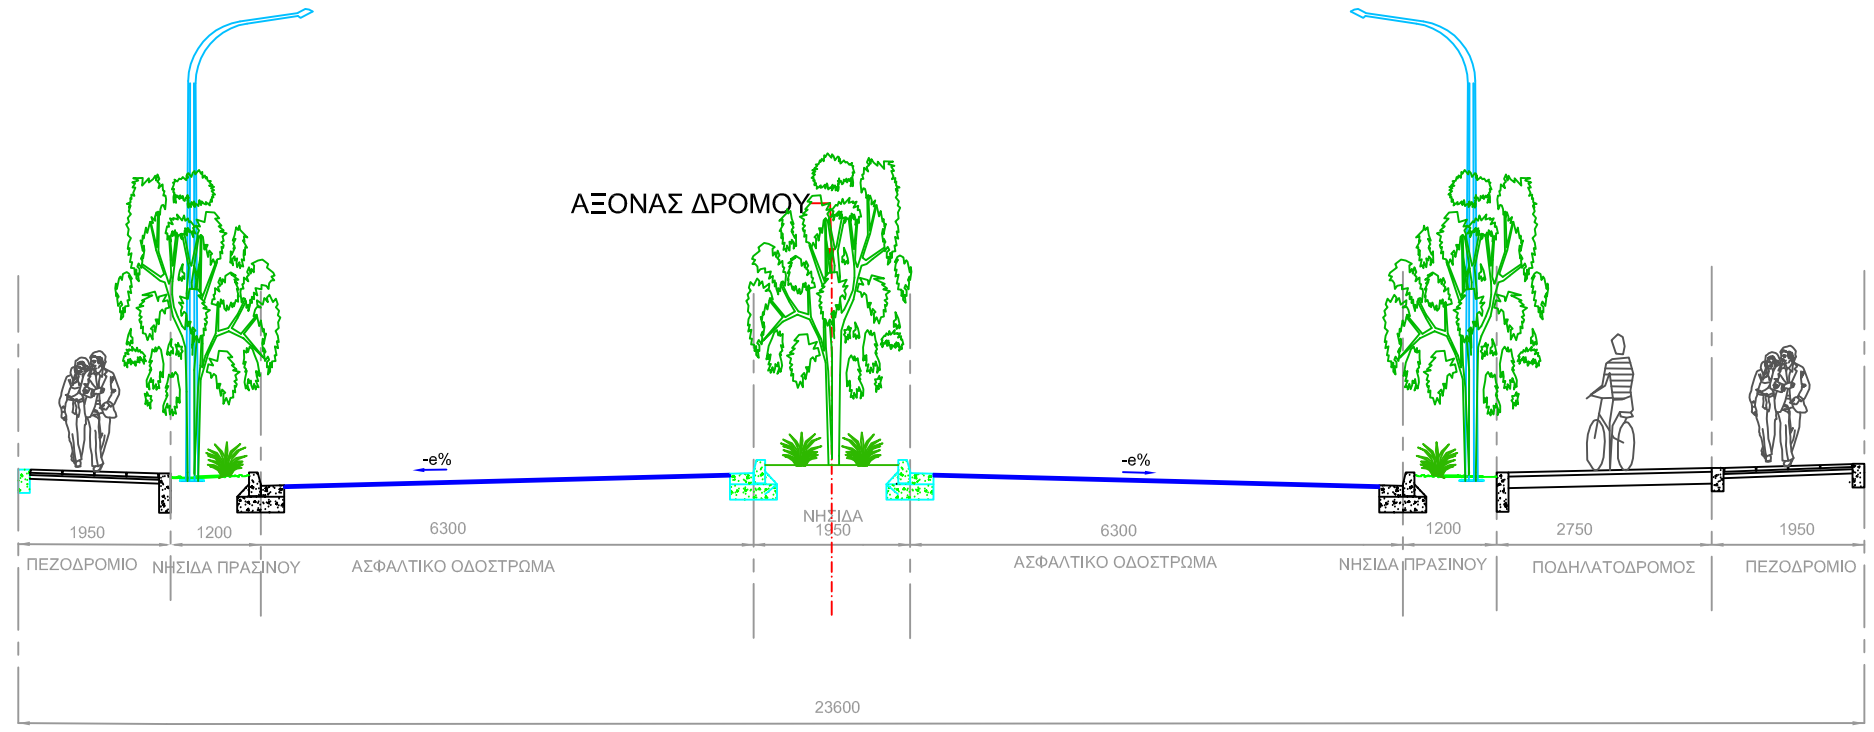 ΑΞΟΝΑΣ ΔΡΟΜΟΥ
-e%
-e%
ΝΗΣΙΔΑ
1950
1200
6300
1950
6300
1200
2750
1950
ΠΕΖΟΔΡΟΜΙΟ
ΝΗΣΙΔΑ ΠΡΑΣΙΝΟΥ
ΑΣΦΑΛΤΙΚΟ ΟΔΟΣΤΡΩΜΑ
ΑΣΦΑΛΤΙΚΟ ΟΔΟΣΤΡΩΜΑ
ΝΗΣΙΔΑ ΠΡΑΣΙΝΟΥ
ΠΟΔΗΛΑΤΟΔΡΟΜΟΣ
ΠΕΖΟΔΡΟΜΙΟ
23600